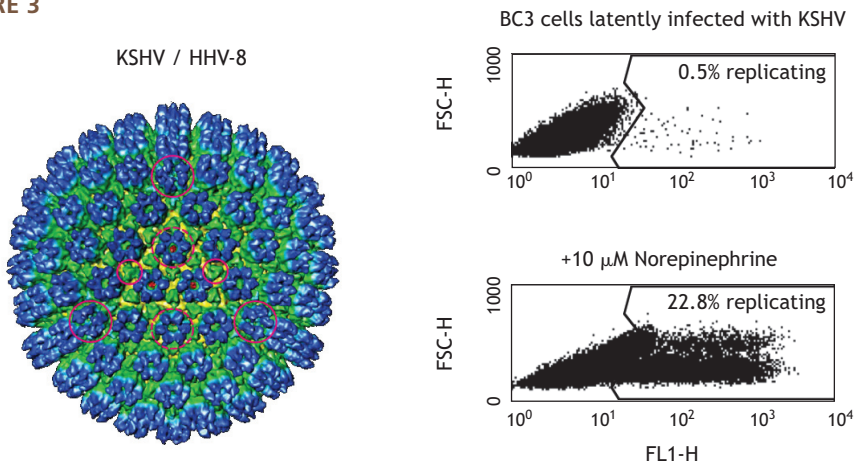 RE 3
KSHV / HHV-8
BC3 cells latently infected with KSHV
FSC-H
1000
0
0.5% replicating
10⁰ 10¹ 10² 10³ 10⁴
+10 μM Norepinephrine
FSC-H
1000
0
22.8% replicating
10⁰ 10¹ 10² 10³ 10⁴
FL1-H